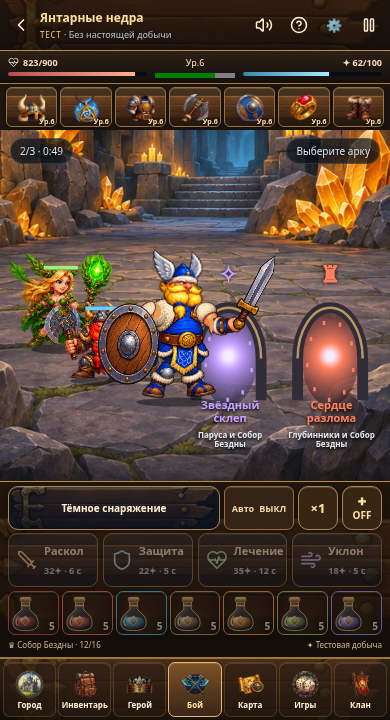 Янтарные недра
ТЕСТ · Без настоящей добычи
823/900
Ур.6
✦ 62/100
Ур.6
Ур.6
Ур.6
Ур.6
Ур.6
Ур.6
Ур.6
2/3 · 0:49
Выберите арку
Звёздный
склеп
Паруса и Собор
Бездны
Сердце
разлома
Глубинники и Собор
Бездны
Тёмное снаряжение
Авто ВЫКЛ
×1
+
OFF
Раскол
32✦ · 6 с
Защита
22✦ · 5 с
Лечение
35✦ · 12 с
Уклон
18✦ · 5 с
5
5
5
5
5
5
5
♛ Собор Бездны · 12/16
✦ Тестовая добыча
Город
Инвентарь
Герой
Бой
Карта
Игры
Клан